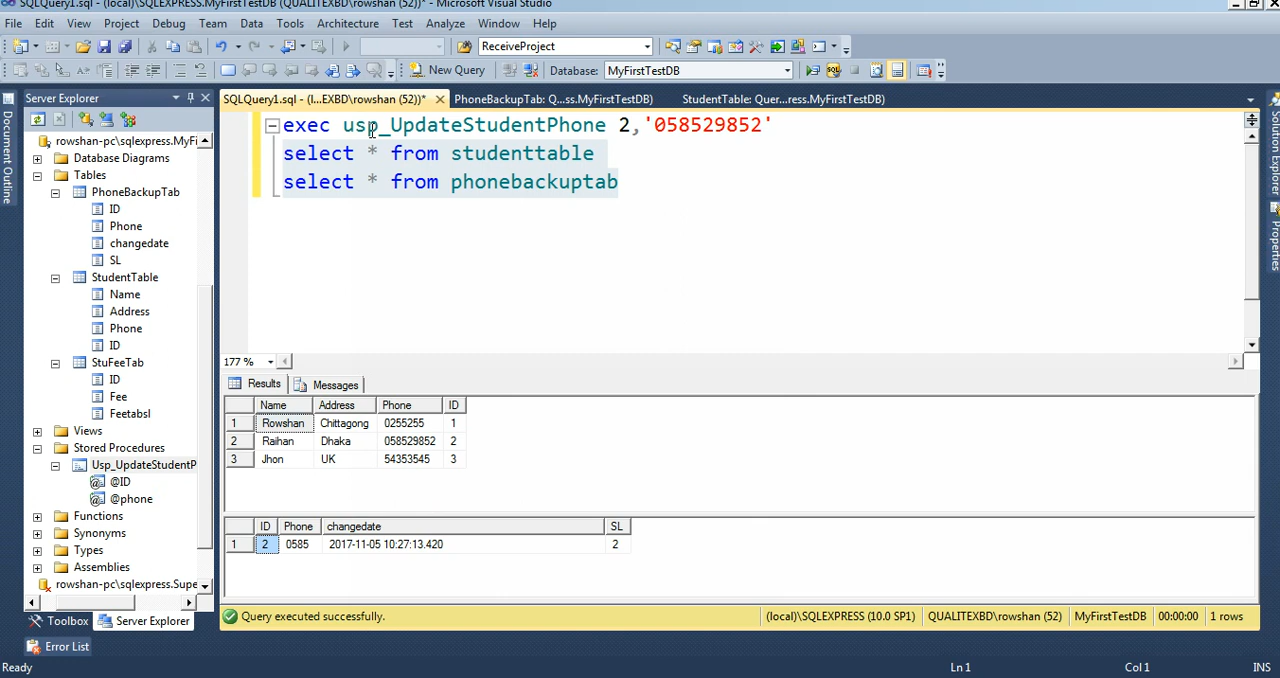 SQLQuery1.sql - (local)\SQLEXPRESS.MyFirstTestDB (QUALITEXBD\rowshan (52))* - Microsoft Visual Studio
File Edit View Project Debug Team Data Tools Architecture Test Analyze Window Help
ReceiveProject
New Query Database: MyFirstTestDB
Document Outline
Server Explorer
SQLQuery1.sql - (l...EXBD\rowshan (52))* PhoneBackupTab: Q...ss.MyFirstTestDB) StudentTable: Quer...ress.MyFirstTestDB)
Solution Explorer
Properties
rowshan-pc\sqlexpress.MyFi
Database Diagrams
Tables
PhoneBackupTab
ID
Phone
changedate
SL
StudentTable
Name
Address
Phone
ID
StuFeeTab
ID
Fee
Feetabsl
Views
Stored Procedures
Usp_UpdateStudentP
@ID
@phone
Functions
Synonyms
Types
Assemblies
rowshan-pc\sqlexpress.Supe
Toolbox Server Explorer
exec usp_UpdateStudentPhone 2,'058529852'
select * from studenttable
select * from phonebackuptab
177 %
Results Messages
Name Address Phone ID
1 Rowshan Chittagong 0255255 1
2 Raihan Dhaka 058529852 2
3 Jhon UK 54353545 3
ID Phone changedate SL
1 2 0585 2017-11-05 10:27:13.420 2
Query executed successfully. (local)\SQLEXPRESS (10.0 SP1) QUALITEXBD\rowshan (52) MyFirstTestDB 00:00:00 1 rows
Error List
Ready Ln 1 Col 1 INS